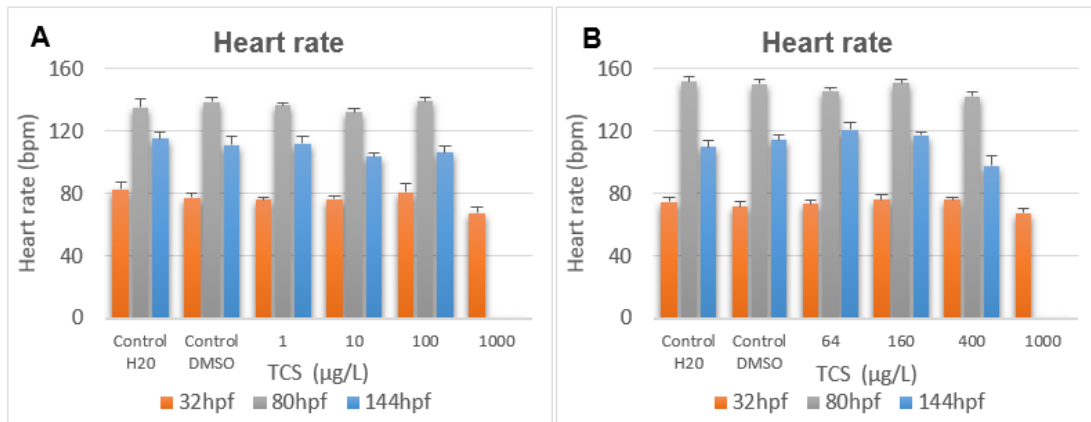 A
Heart rate
160
120
80
40
0
Heart rate (bpm)
Control H20
Control DMSO
1
10
100
1000
TCS (µg/L)
32hpf 80hpf 144hpf
B
Heart rate
160
120
80
40
0
Heart rate (bpm)
Control H20
Control DMSO
64
160
400
1000
TCS (µg/L)
32hpf 80hpf 144hpf